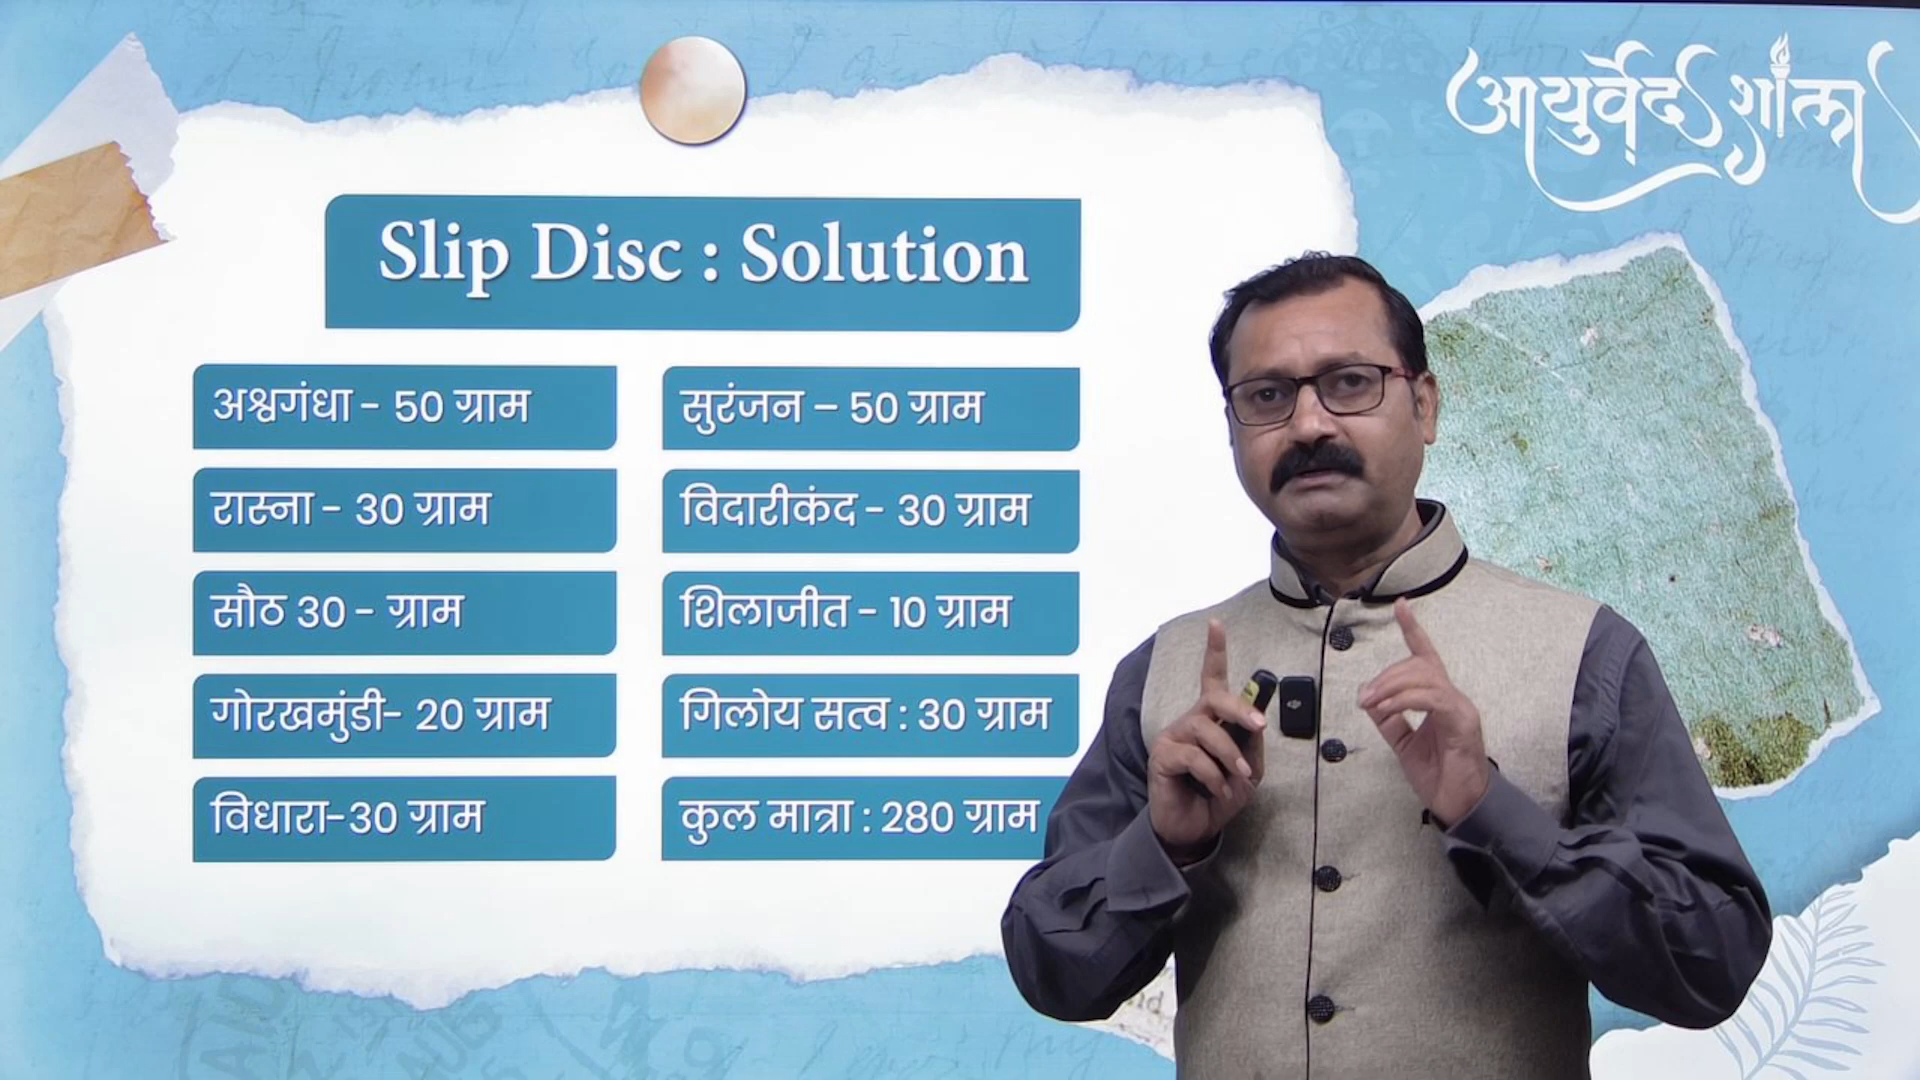 आयुर्वेद शाला
Slip Disc : Solution
अश्वगंधा - 50 ग्राम
रास्ना - 30 ग्राम
सौठ 30 - ग्राम
गोरखमुंडी- 20 ग्राम
विधारा-30 ग्राम
सुरंजन – 50 ग्राम
विदारीकंद - 30 ग्राम
शिलाजीत - 10 ग्राम
गिलोय सत्व : 30 ग्राम
कुल मात्रा : 280 ग्राम